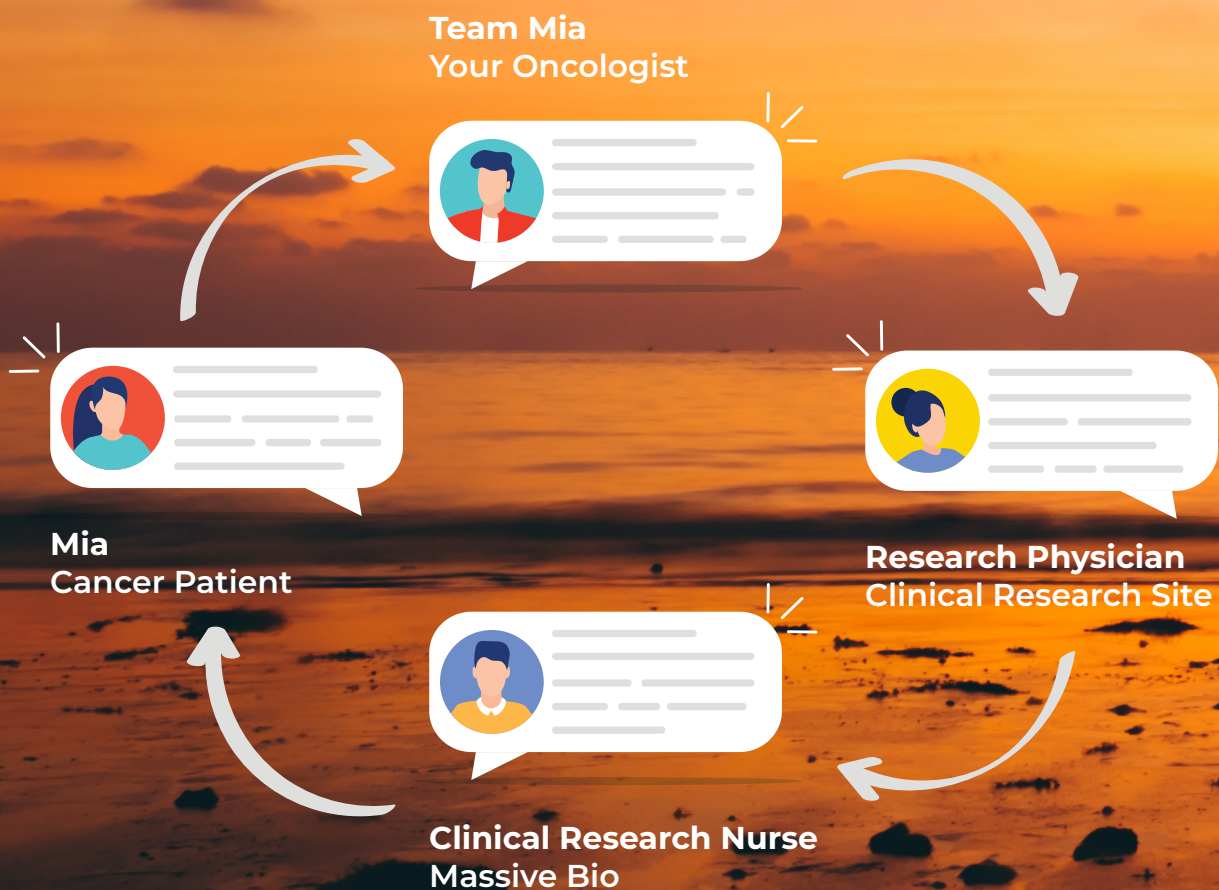 Team Mia
Your Oncologist
Mia
Cancer Patient
Research Physician
Clinical Research Site
Clinical Research Nurse
Massive Bio